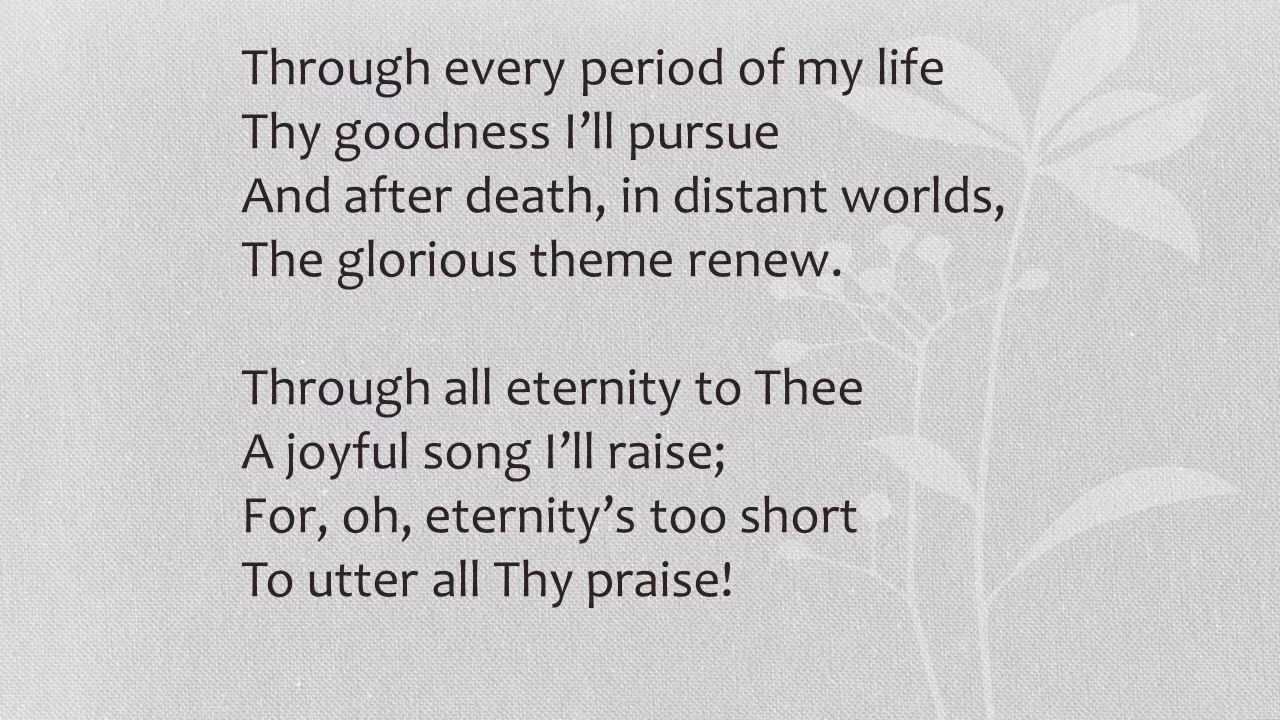 Through every period of my life
Thy goodness I’ll pursue
And after death, in distant worlds,
The glorious theme renew.

Through all eternity to Thee
A joyful song I’ll raise;
For, oh, eternity’s too short
To utter all Thy praise!